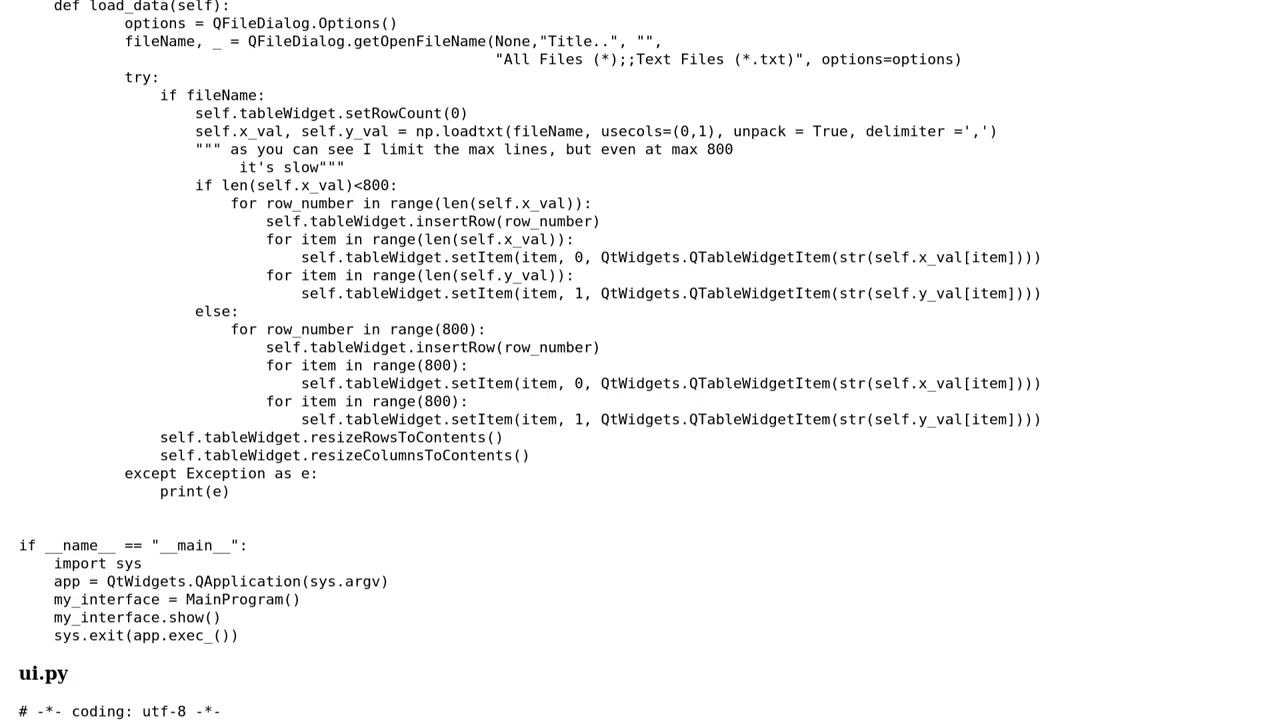 def load_data(self):
            options = QFileDialog.Options()
            fileName, _ = QFileDialog.getOpenFileName(None,"Title..", "",
                                                      "All Files (*);;Text Files (*.txt)", options=options)
            try:
                if fileName:
                    self.tableWidget.setRowCount(0)
                    self.x_val, self.y_val = np.loadtxt(fileName, usecols=(0,1), unpack = True, delimiter =',')
                    """ as you can see I limit the max lines, but even at max 800
                         it's slow"""
                    if len(self.x_val)<800:
                        for row_number in range(len(self.x_val)):
                            self.tableWidget.insertRow(row_number)
                            for item in range(len(self.x_val)):
                                self.tableWidget.setItem(item, 0, QtWidgets.QTableWidgetItem(str(self.x_val[item])))
                            for item in range(len(self.y_val)):
                                self.tableWidget.setItem(item, 1, QtWidgets.QTableWidgetItem(str(self.y_val[item])))
                    else:
                        for row_number in range(800):
                            self.tableWidget.insertRow(row_number)
                            for item in range(800):
                                self.tableWidget.setItem(item, 0, QtWidgets.QTableWidgetItem(str(self.x_val[item])))
                            for item in range(800):
                                self.tableWidget.setItem(item, 1, QtWidgets.QTableWidgetItem(str(self.y_val[item])))
                self.tableWidget.resizeRowsToContents()
                self.tableWidget.resizeColumnsToContents()
            except Exception as e:
                print(e)


if __name__ == "__main__":
    import sys
    app = QtWidgets.QApplication(sys.argv)
    my_interface = MainProgram()
    my_interface.show()
    sys.exit(app.exec_())
ui.py
# -*- coding: utf-8 -*-